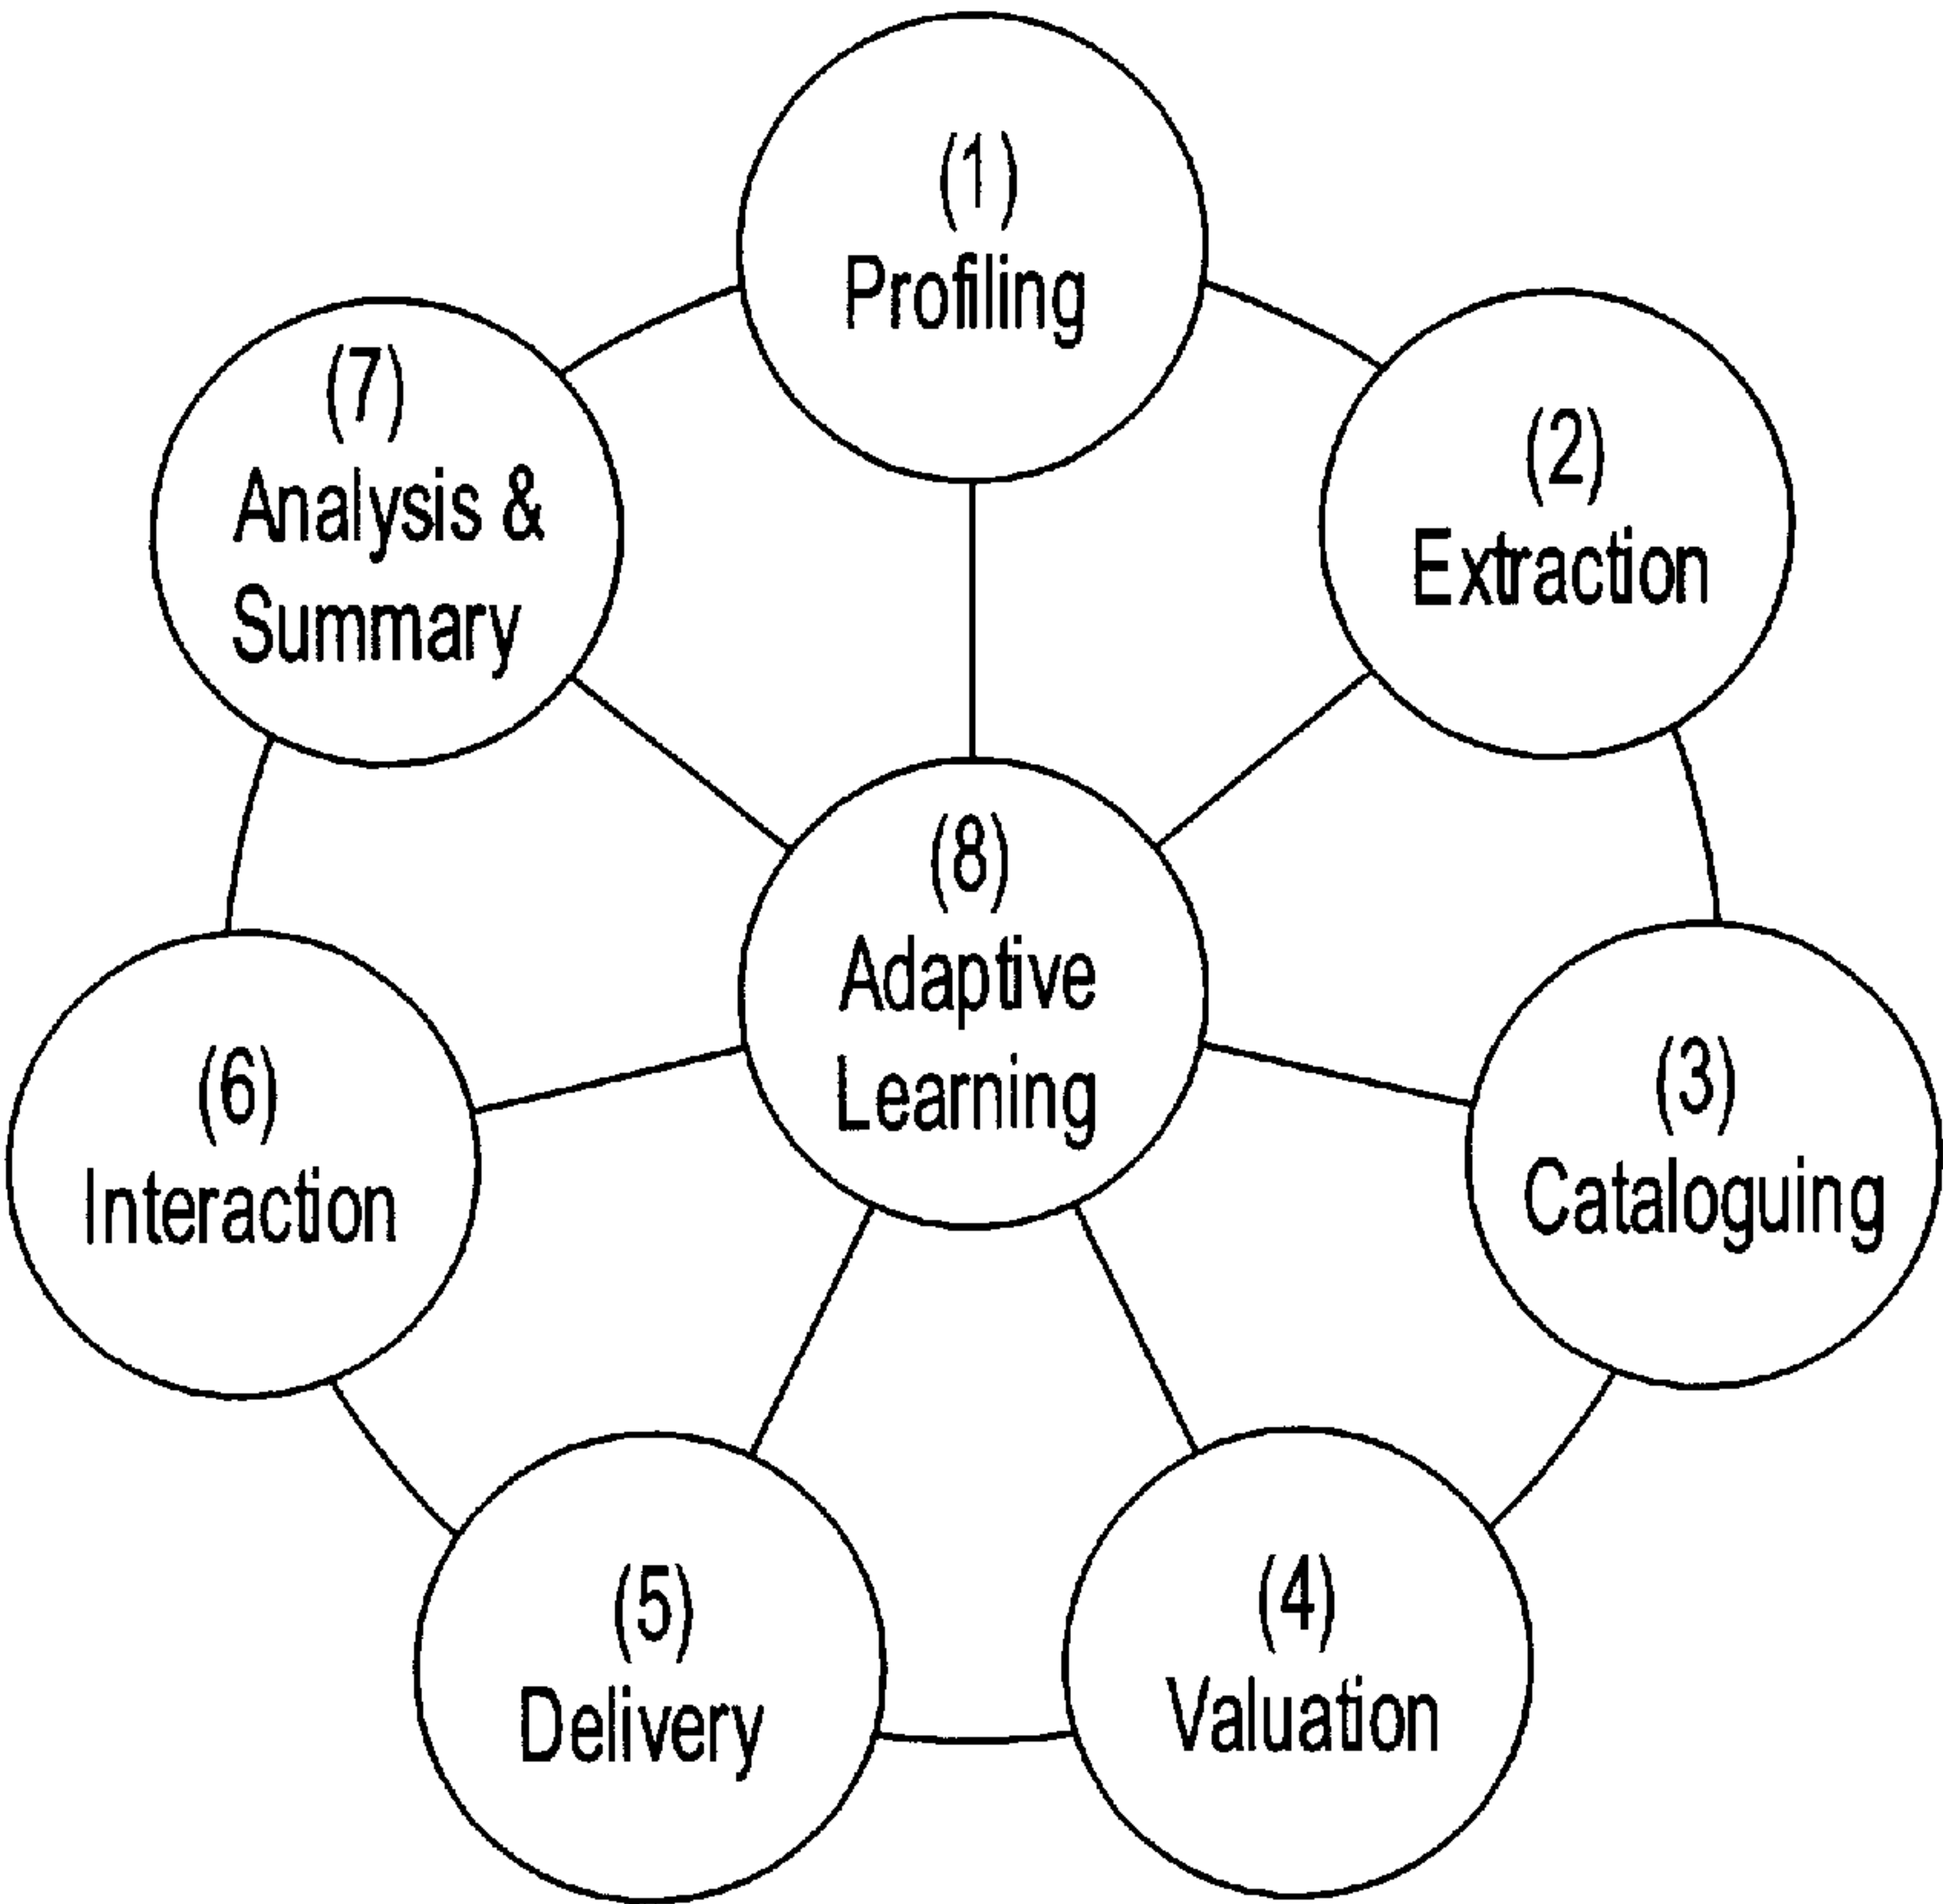 (1)
Profiling
(2)
Extraction
(3)
Cataloguing
(4)
Valuation
(5)
Delivery
(6)
Interaction
(7)
Analysis &
Summary
(8)
Adaptive
Learning